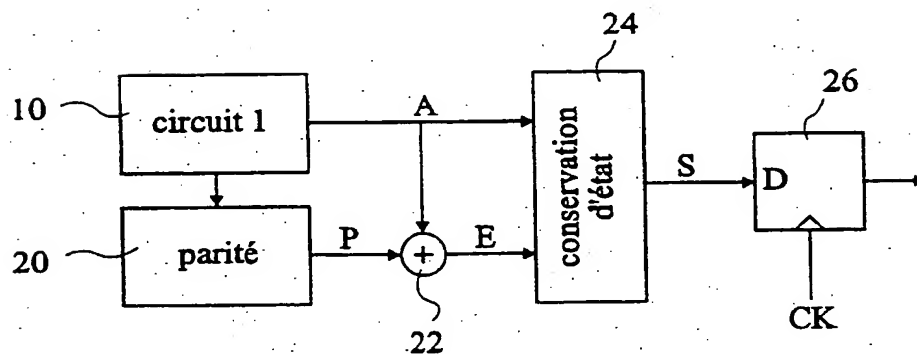 24
10
circuit 1
A
conservation
d'état
26
S
D
20
parité
P
+
E
22
CK